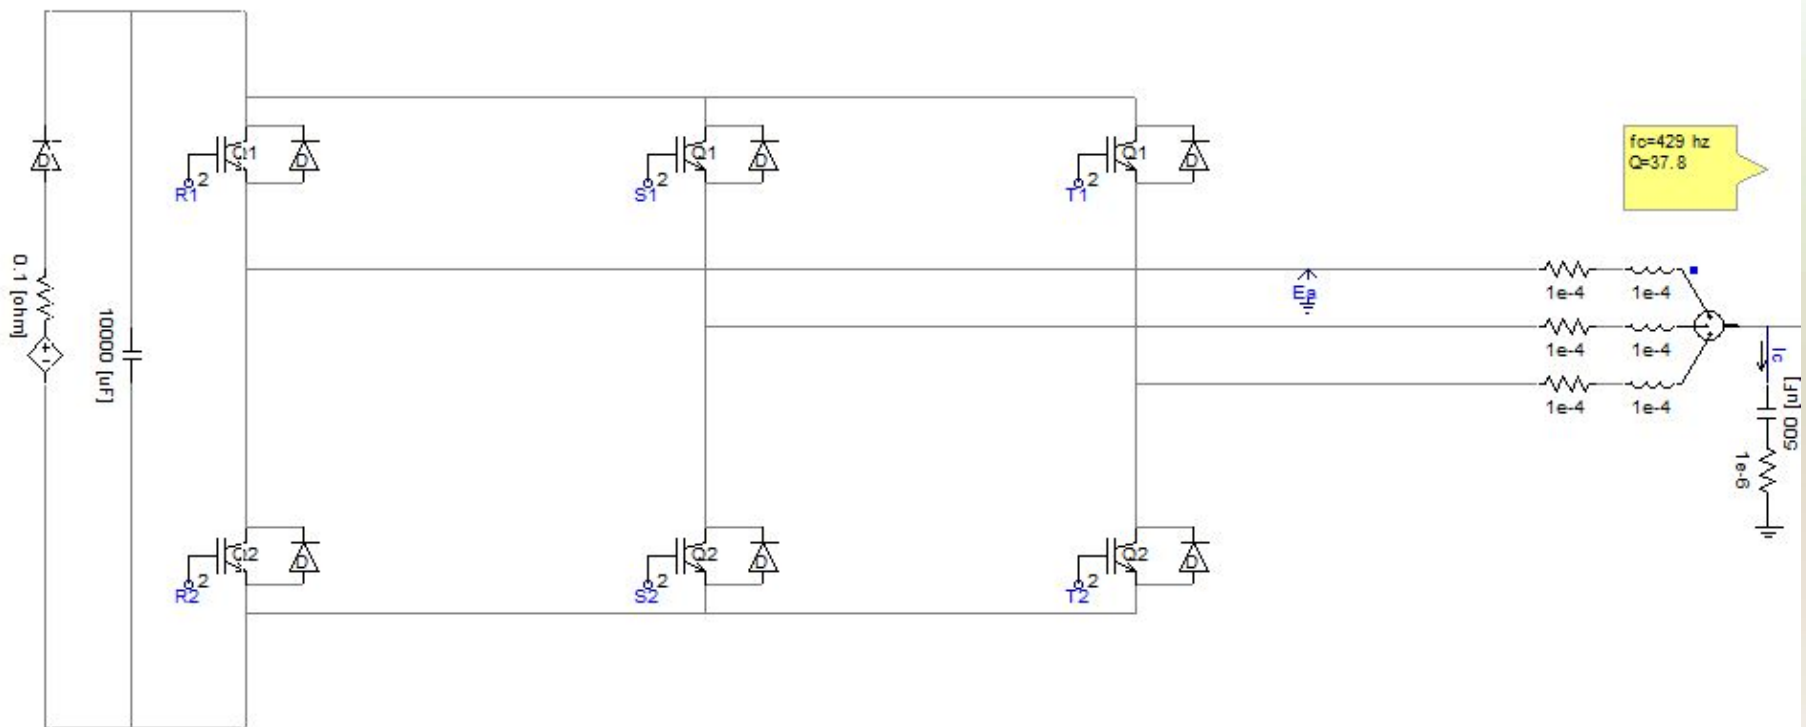 fc=429 hz
Q=37.8
D
Q1
D
2
R1
Q1
D
2
S1
Q1
D
2
T1
0.1 [ohm]
+
-
10000 [uF]
Ea
1e-4
1e-4
1e-4
1e-4
1e-4
1e-4
Ic
500 [uF]
1e-6
Q2
D
2
R2
Q2
D
2
S2
Q2
D
2
T2